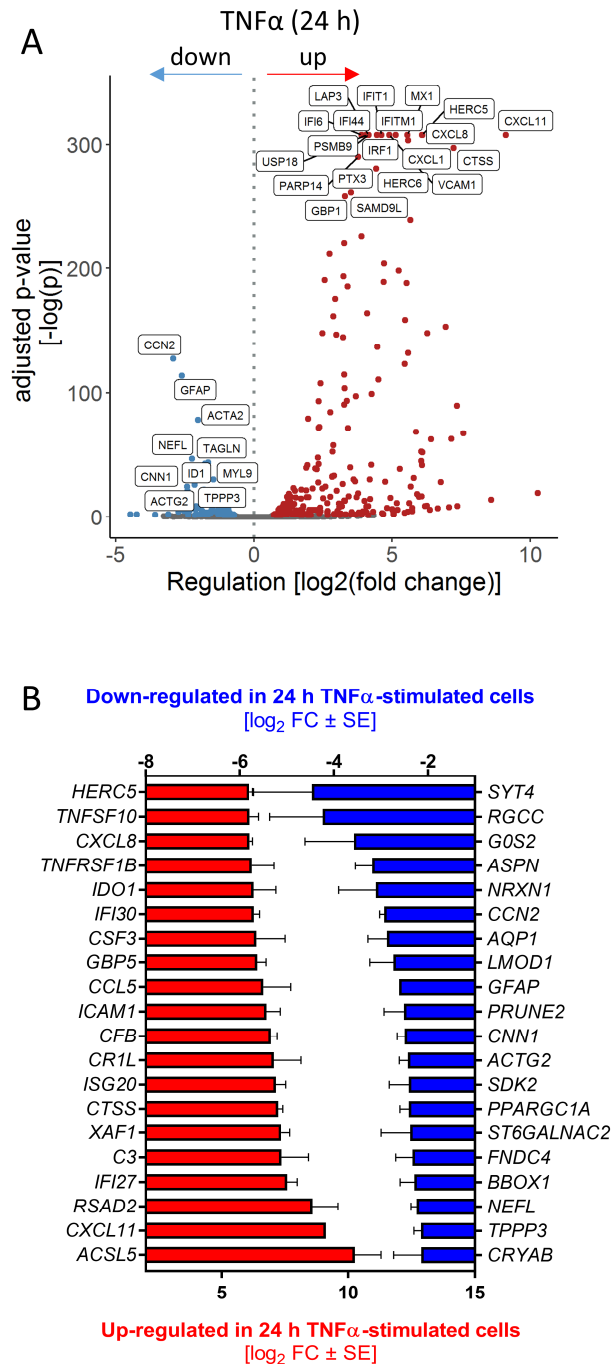 A
TNFα (24 h)
down
up
LAP3
IFIT1
MX1
HERC5
IFI6
IFI44
IFITM1
CXCL8
CXCL11
PSMB9
IRF1
CXCL1
CTSS
USP18
PARP14
PTX3
HERC6
VCAM1
GBP1
SAMD9L
CCN2
GFAP
ACTA2
NEFL
TAGLN
CNN1
ID1
MYL9
ACTG2
TPPP3
300
200
100
0
adjusted p-value
[-log(p)]
-5
0
5
10
Regulation [log2(fold change)]
B
Down-regulated in 24 h TNFα-stimulated cells
[log2 FC ± SE]
-8 -6 -4 -2
HERC5 SYT4
TNFSF10 RGCC
CXCL8 G0S2
TNFRSF1B ASPN
IDO1 NRXN1
IFI30 CCN2
CSF3 AQP1
GBP5 LMOD1
CCL5 GFAP
ICAM1 PRUNE2
CFB CNN1
CR1L ACTG2
ISG20 SDK2
CTSS PPARGC1A
XAF1 ST6GALNAC2
C3 FNDC4
IFI27 BBOX1
RSAD2 NEFL
CXCL11 TPPP3
ACSL5 CRYAB
5 10 15
Up-regulated in 24 h TNFα-stimulated cells
[log2 FC ± SE]